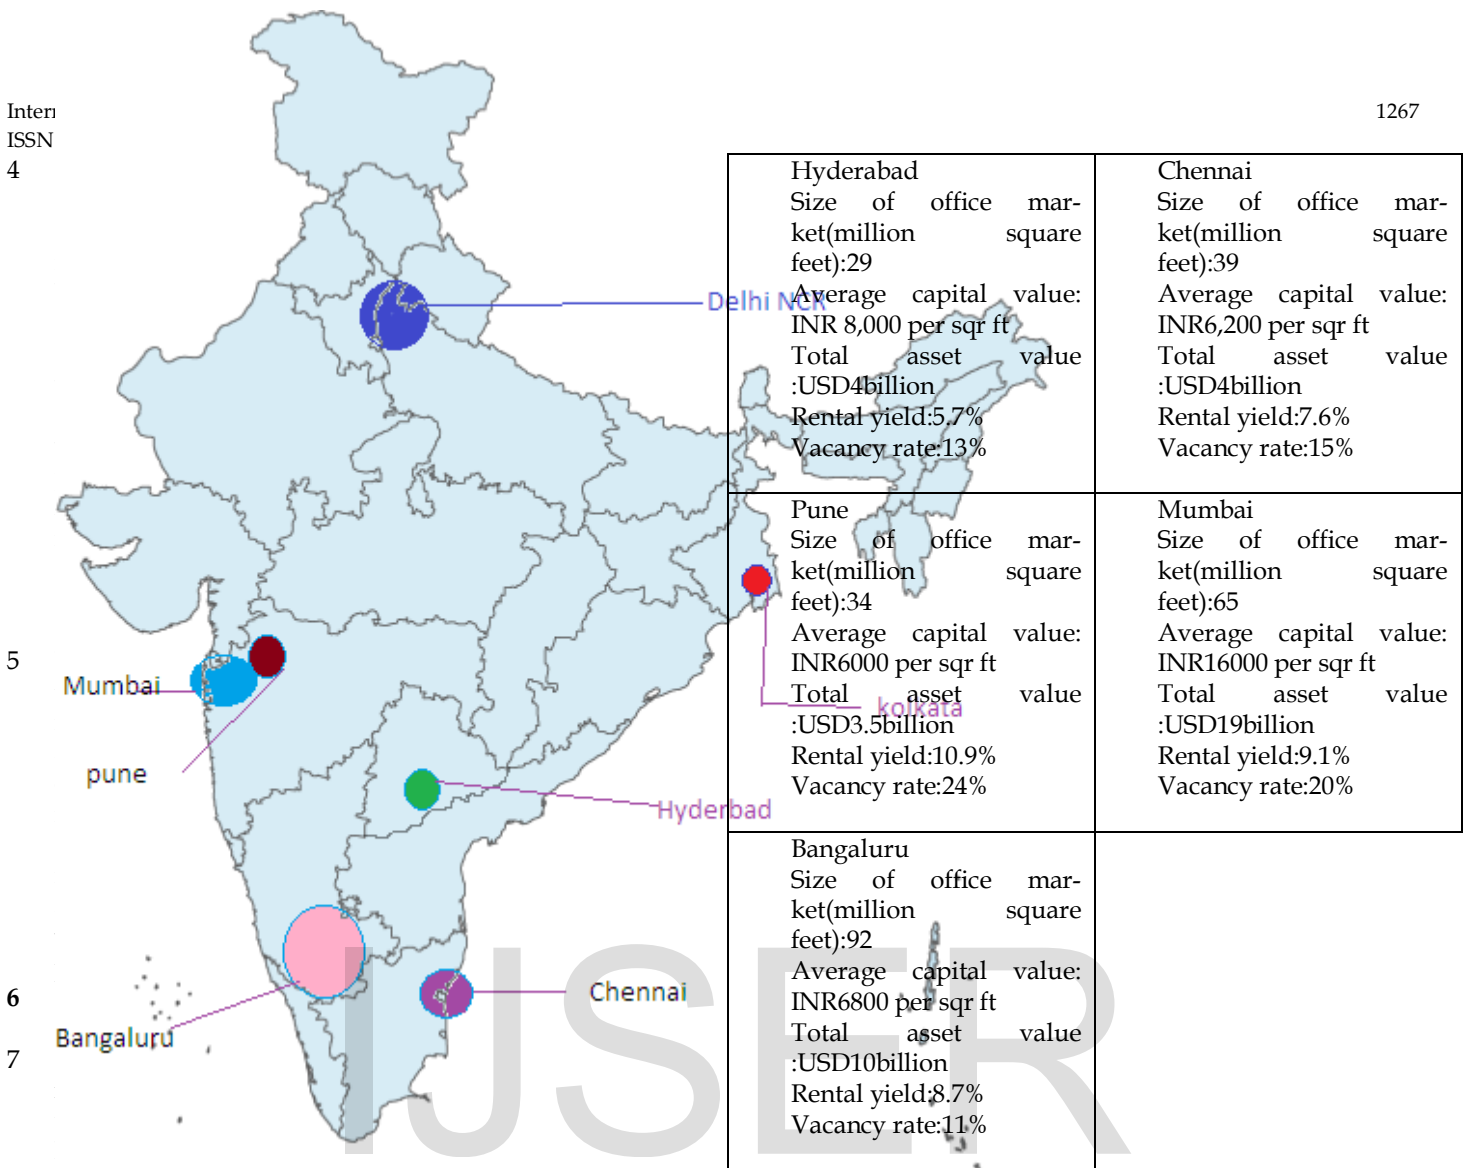 Inter
ISSN
1267
4
5
6
7
Delhi NCR
kolkata
Mumbai
pune
Hyderbad
Chennai
Bangaluru
Hyderabad
Size of office mar-
ket(million square
feet):29
Average capital value:
INR 8,000 per sqr ft
Total asset value
:USD4billion
Rental yield:5.7%
Vacancy rate:13%
Chennai
Size of office mar-
ket(million square
feet):39
Average capital value:
INR6,200 per sqr ft
Total asset value
:USD4billion
Rental yield:7.6%
Vacancy rate:15%
Pune
Size of office mar-
ket(million square
feet):34
Average capital value:
INR6000 per sqr ft
Total asset value
:USD3.5billion
Rental yield:10.9%
Vacancy rate:24%
Mumbai
Size of office mar-
ket(million square
feet):65
Average capital value:
INR16000 per sqr ft
Total asset value
:USD19billion
Rental yield:9.1%
Vacancy rate:20%
Bangaluru
Size of office mar-
ket(million square
feet):92
Average capital value:
INR6800 per sqr ft
Total asset value
:USD10billion
Rental yield:8.7%
Vacancy rate:11%
IJSER